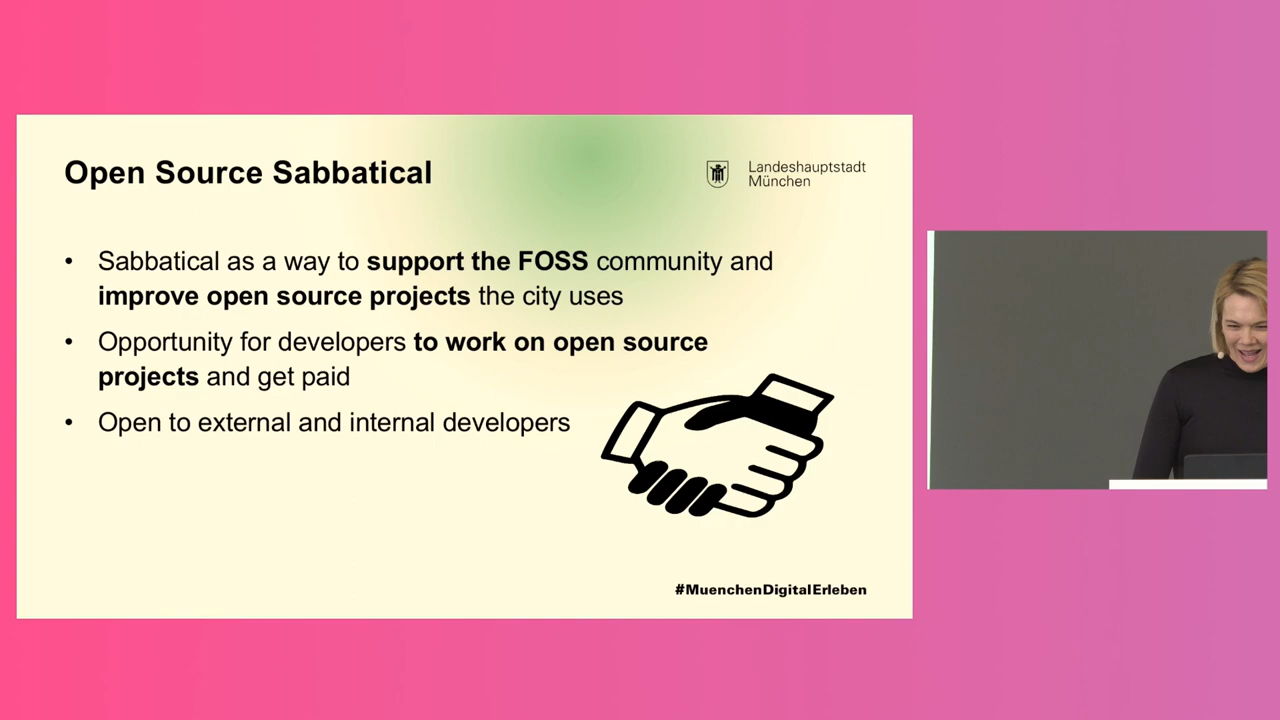 Open Source Sabbatical
Landeshauptstadt
München
• Sabbatical as a way to support the FOSS community and
improve open source projects the city uses
• Opportunity for developers to work on open source
projects and get paid
• Open to external and internal developers
#MuenchenDigitalErleben